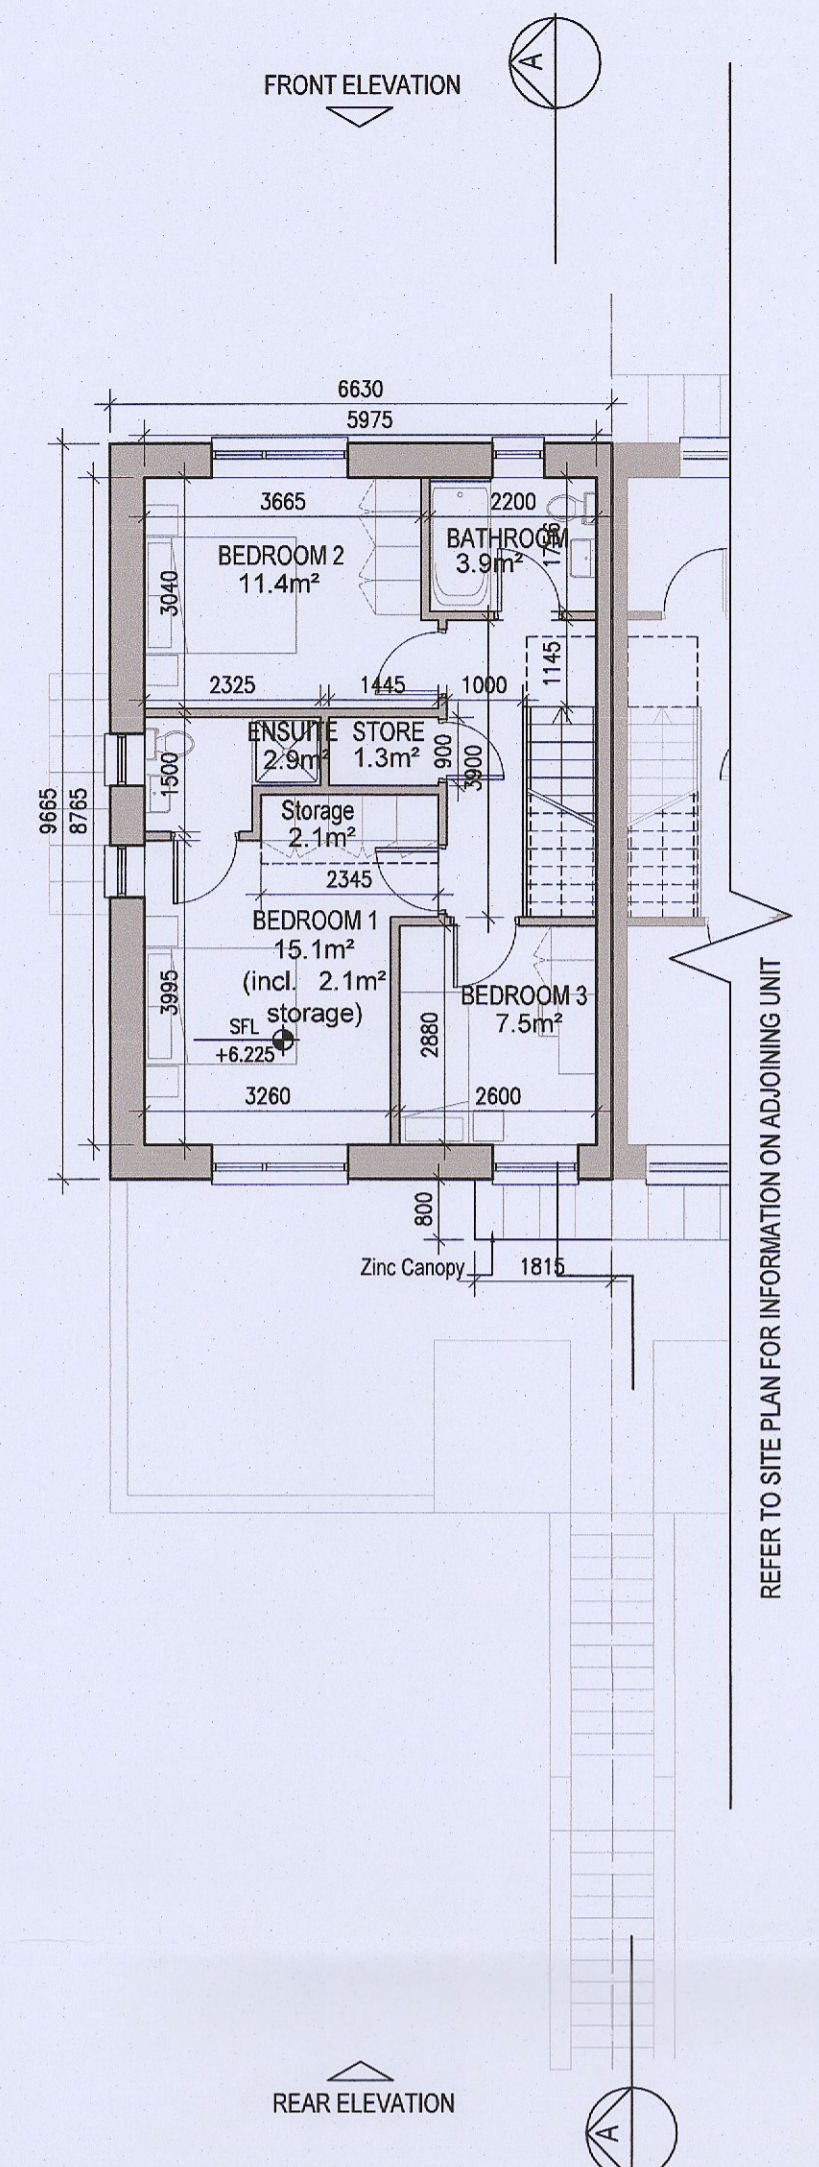 A
FRONT ELEVATION
6630
5975
3665
2200
BEDROOM 2
11.4m²
BATHROOM
3.9m²
3040
1145
2325
1445
1000
ENSUITE
2.9m²
STORE
1.3m²
900
3900
1500
9665
8765
Storage
2.1m²
2345
BEDROOM 1
15.1m²
(incl. 2.1m²
storage)
3995
SFL
+6.225
BEDROOM 3
7.5m²
2880
3260
2600
800
Zinc Canopy
1815
REFER TO SITE PLAN FOR INFORMATION ON ADJOINING UNIT
REAR ELEVATION
A